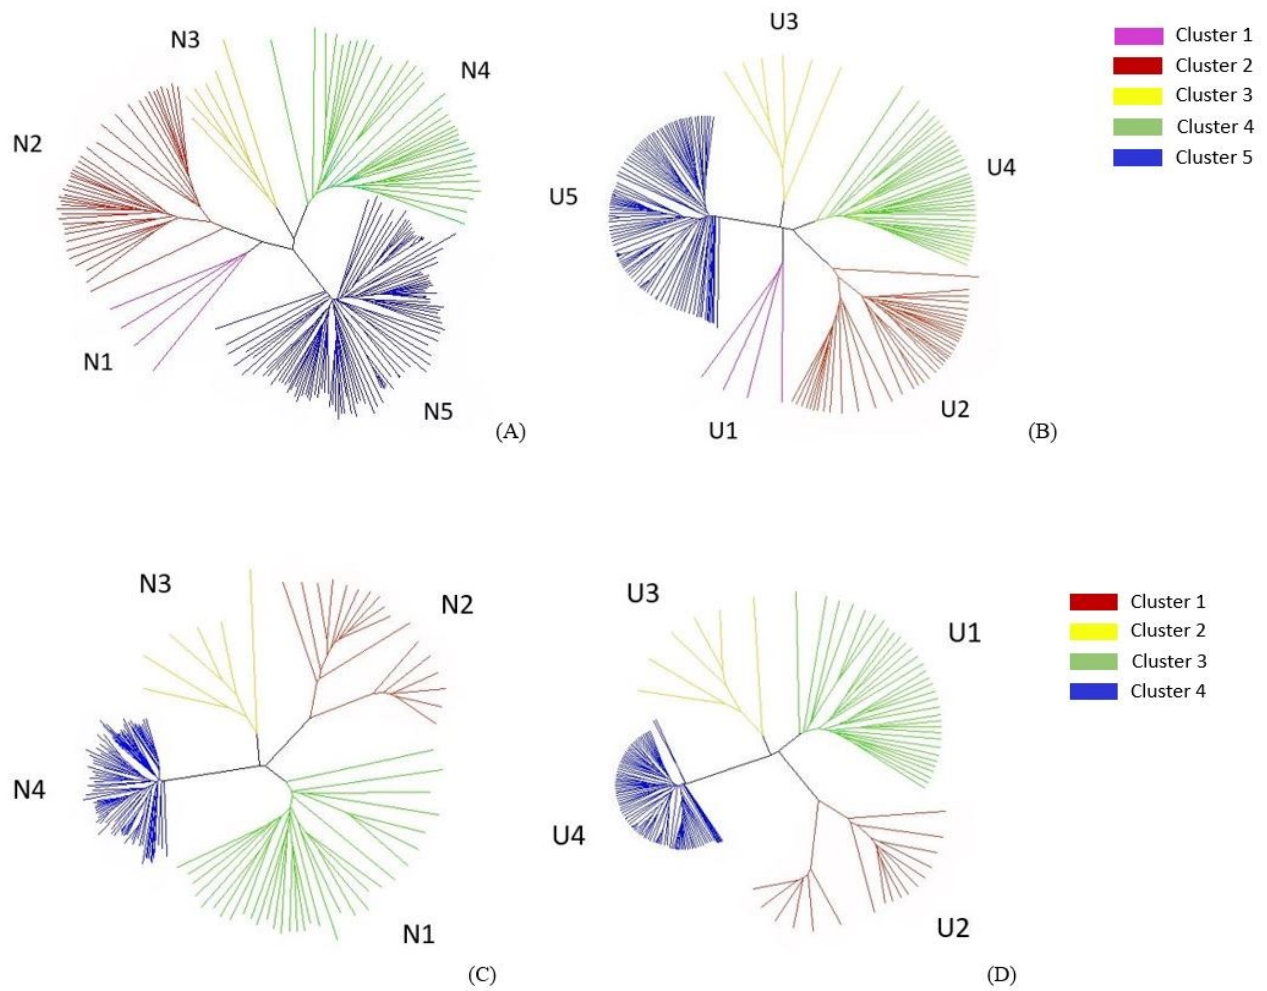 N3
N4
N2
N1
N5
(A)
U3
U4
U5
U2
U1
(B)
Cluster 1
Cluster 2
Cluster 3
Cluster 4
Cluster 5
N3
N2
N4
N1
(C)
U3
U1
U4
U2
(D)
Cluster 1
Cluster 2
Cluster 3
Cluster 4